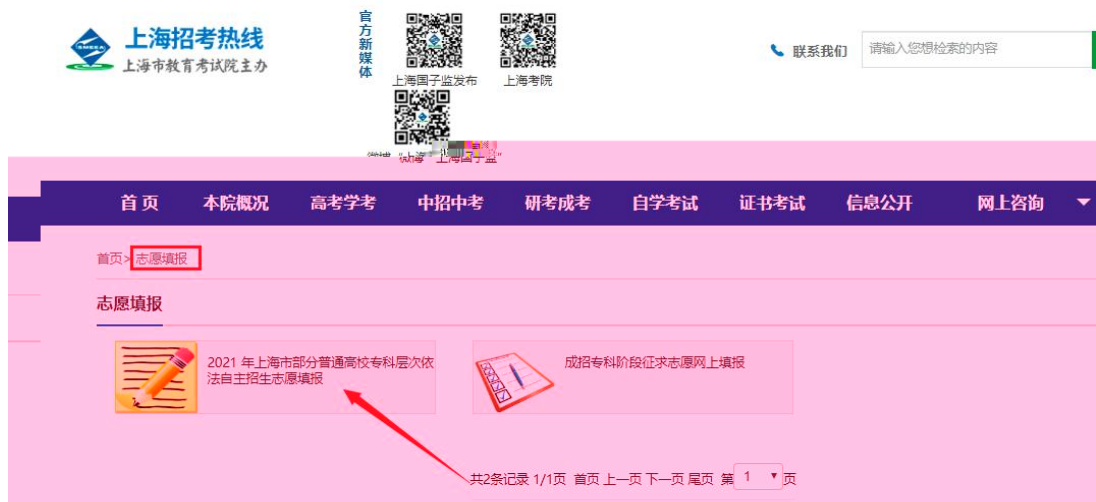 上海招考热线
上海市教育考试院主办
官方新媒体
上海国子监发布
上海考院
联系我们
请输入您想检索的内容
首页 本院概况 高考学考 中招中考 研考成考 自学考试 证书考试 信息公开 网上咨询
首页> 志愿填报
志愿填报
2021 年上海市部分普通高校专科层次依
法自主招生志愿填报
成招专科阶段征求志愿网上填报
共2条记录 1/1页 首页 上一页 下一页 尾页 第 1 页